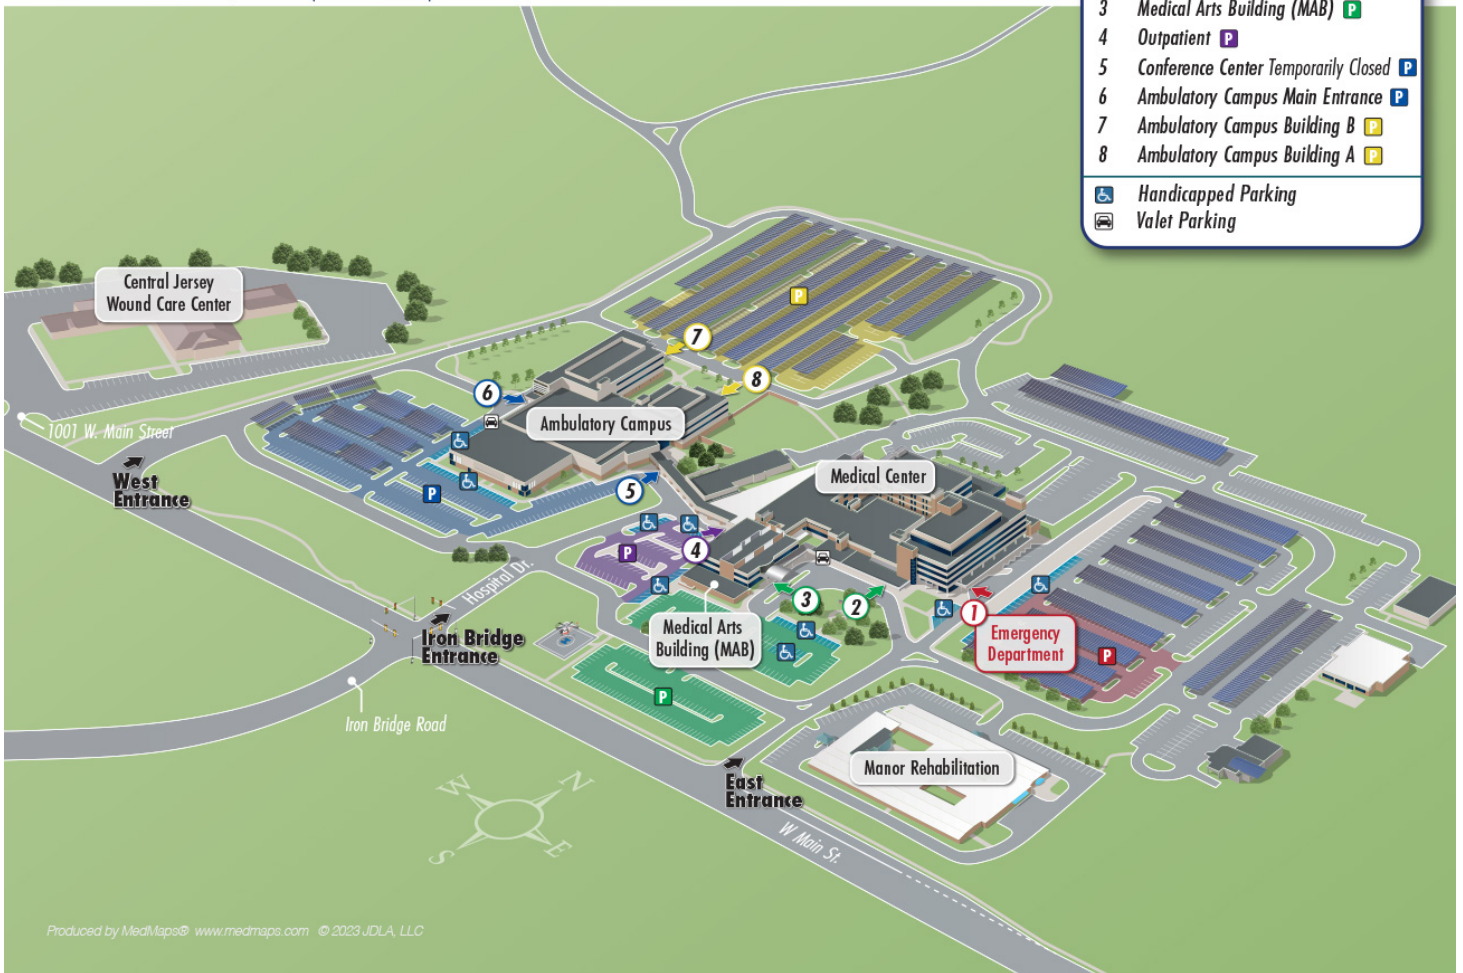 3 Medical Arts Building (MAB) P
4 Outpatient P
5 Conference Center Temporarily Closed P
6 Ambulatory Campus Main Entrance P
7 Ambulatory Campus Building B P
8 Ambulatory Campus Building A P
Handicapped Parking
Valet Parking
Central Jersey
Wound Care Center
P
7
8
6
Ambulatory Campus
1001 W. Main Street
West
Entrance
P
5
Medical Center
4
P
Hospital Dr.
3
2
1
Iron Bridge
Entrance
Medical Arts
Building (MAB)
Emergency
Department
P
P
Iron Bridge Road
Manor Rehabilitation
East
Entrance
W N
S E
W Main St.
Produced by MedMaps® www.medmaps.com © 2023 JDLA, LLC